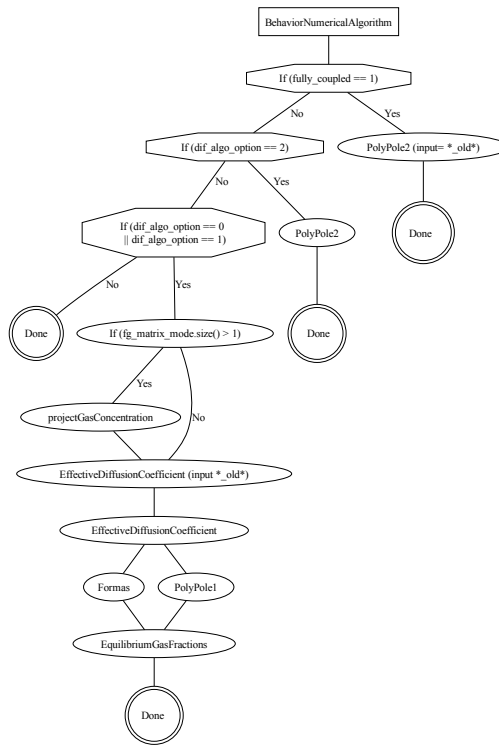 BehaviorNumericalAlgorithm
If (fully_coupled == 1)
No
Yes
If (dif_algo_option == 2)
PolyPole2 (input= *_old*)
No
Yes
If (dif_algo_option == 0
|| dif_algo_option == 1)
PolyPole2
Done
No
Yes
Done
If (fg_matrix_mode.size() > 1)
Done
Yes
projectGasConcentration
No
EffectiveDiffusionCoefficient (input *_old*)
EffectiveDiffusionCoefficient
Formas
PolyPole1
EquilibriumGasFractions
Done